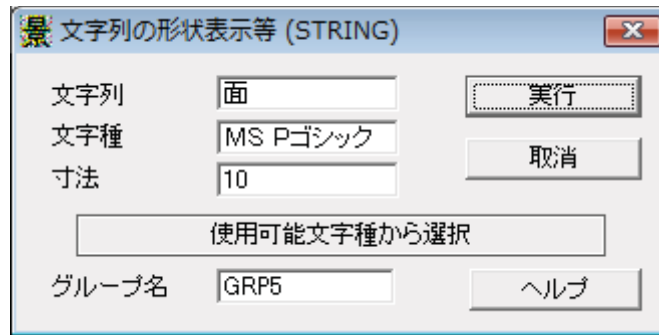 景 文字列の形状表示等 (STRING)
文字列 面 実行
文字種 MS Pゴシック
取消
寸法 10
使用可能文字種から選択
グループ名 GRP5 ヘルプ